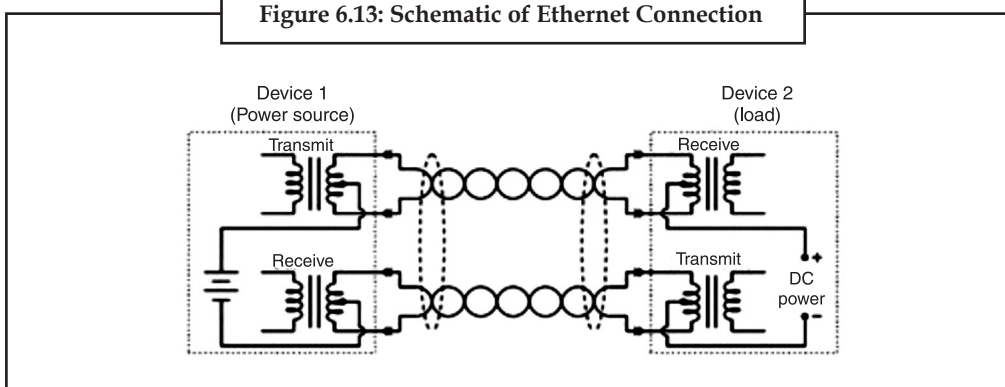 Figure 6.13: Schematic of Ethernet Connection
Device 1
(Power source)
Device 2
(load)
Transmit
Receive
Receive
Transmit
+
DC
power
-